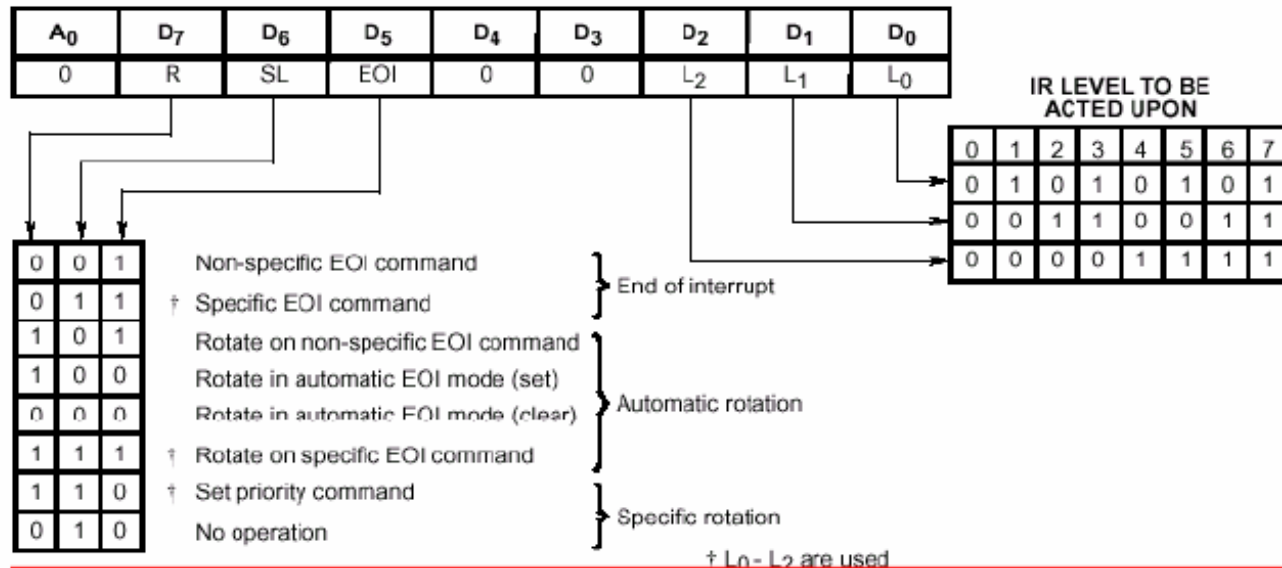 A0 D7 D6 D5 D4 D3 D2 D1 D0
0 R SL EOI 0 0 L2 L1 L0
IR LEVEL TO BE
ACTED UPON
0 1 2 3 4 5 6 7
0 1 0 1 0 1 0 1
0 0 1 1 0 0 1 1
0 0 0 0 1 1 1 1
0 0 1 Non-specific EOI command
0 1 1 † Specific EOI command
End of interrupt
1 0 1 Rotate on non-specific EOI command
1 0 0 Rotate in automatic EOI mode (set)
0 0 0 Rotate in automatic EOI mode (clear)
1 1 1 † Rotate on specific EOI command
Automatic rotation
1 1 0 † Set priority command
0 1 0 No operation
Specific rotation
† L0 - L2 are used